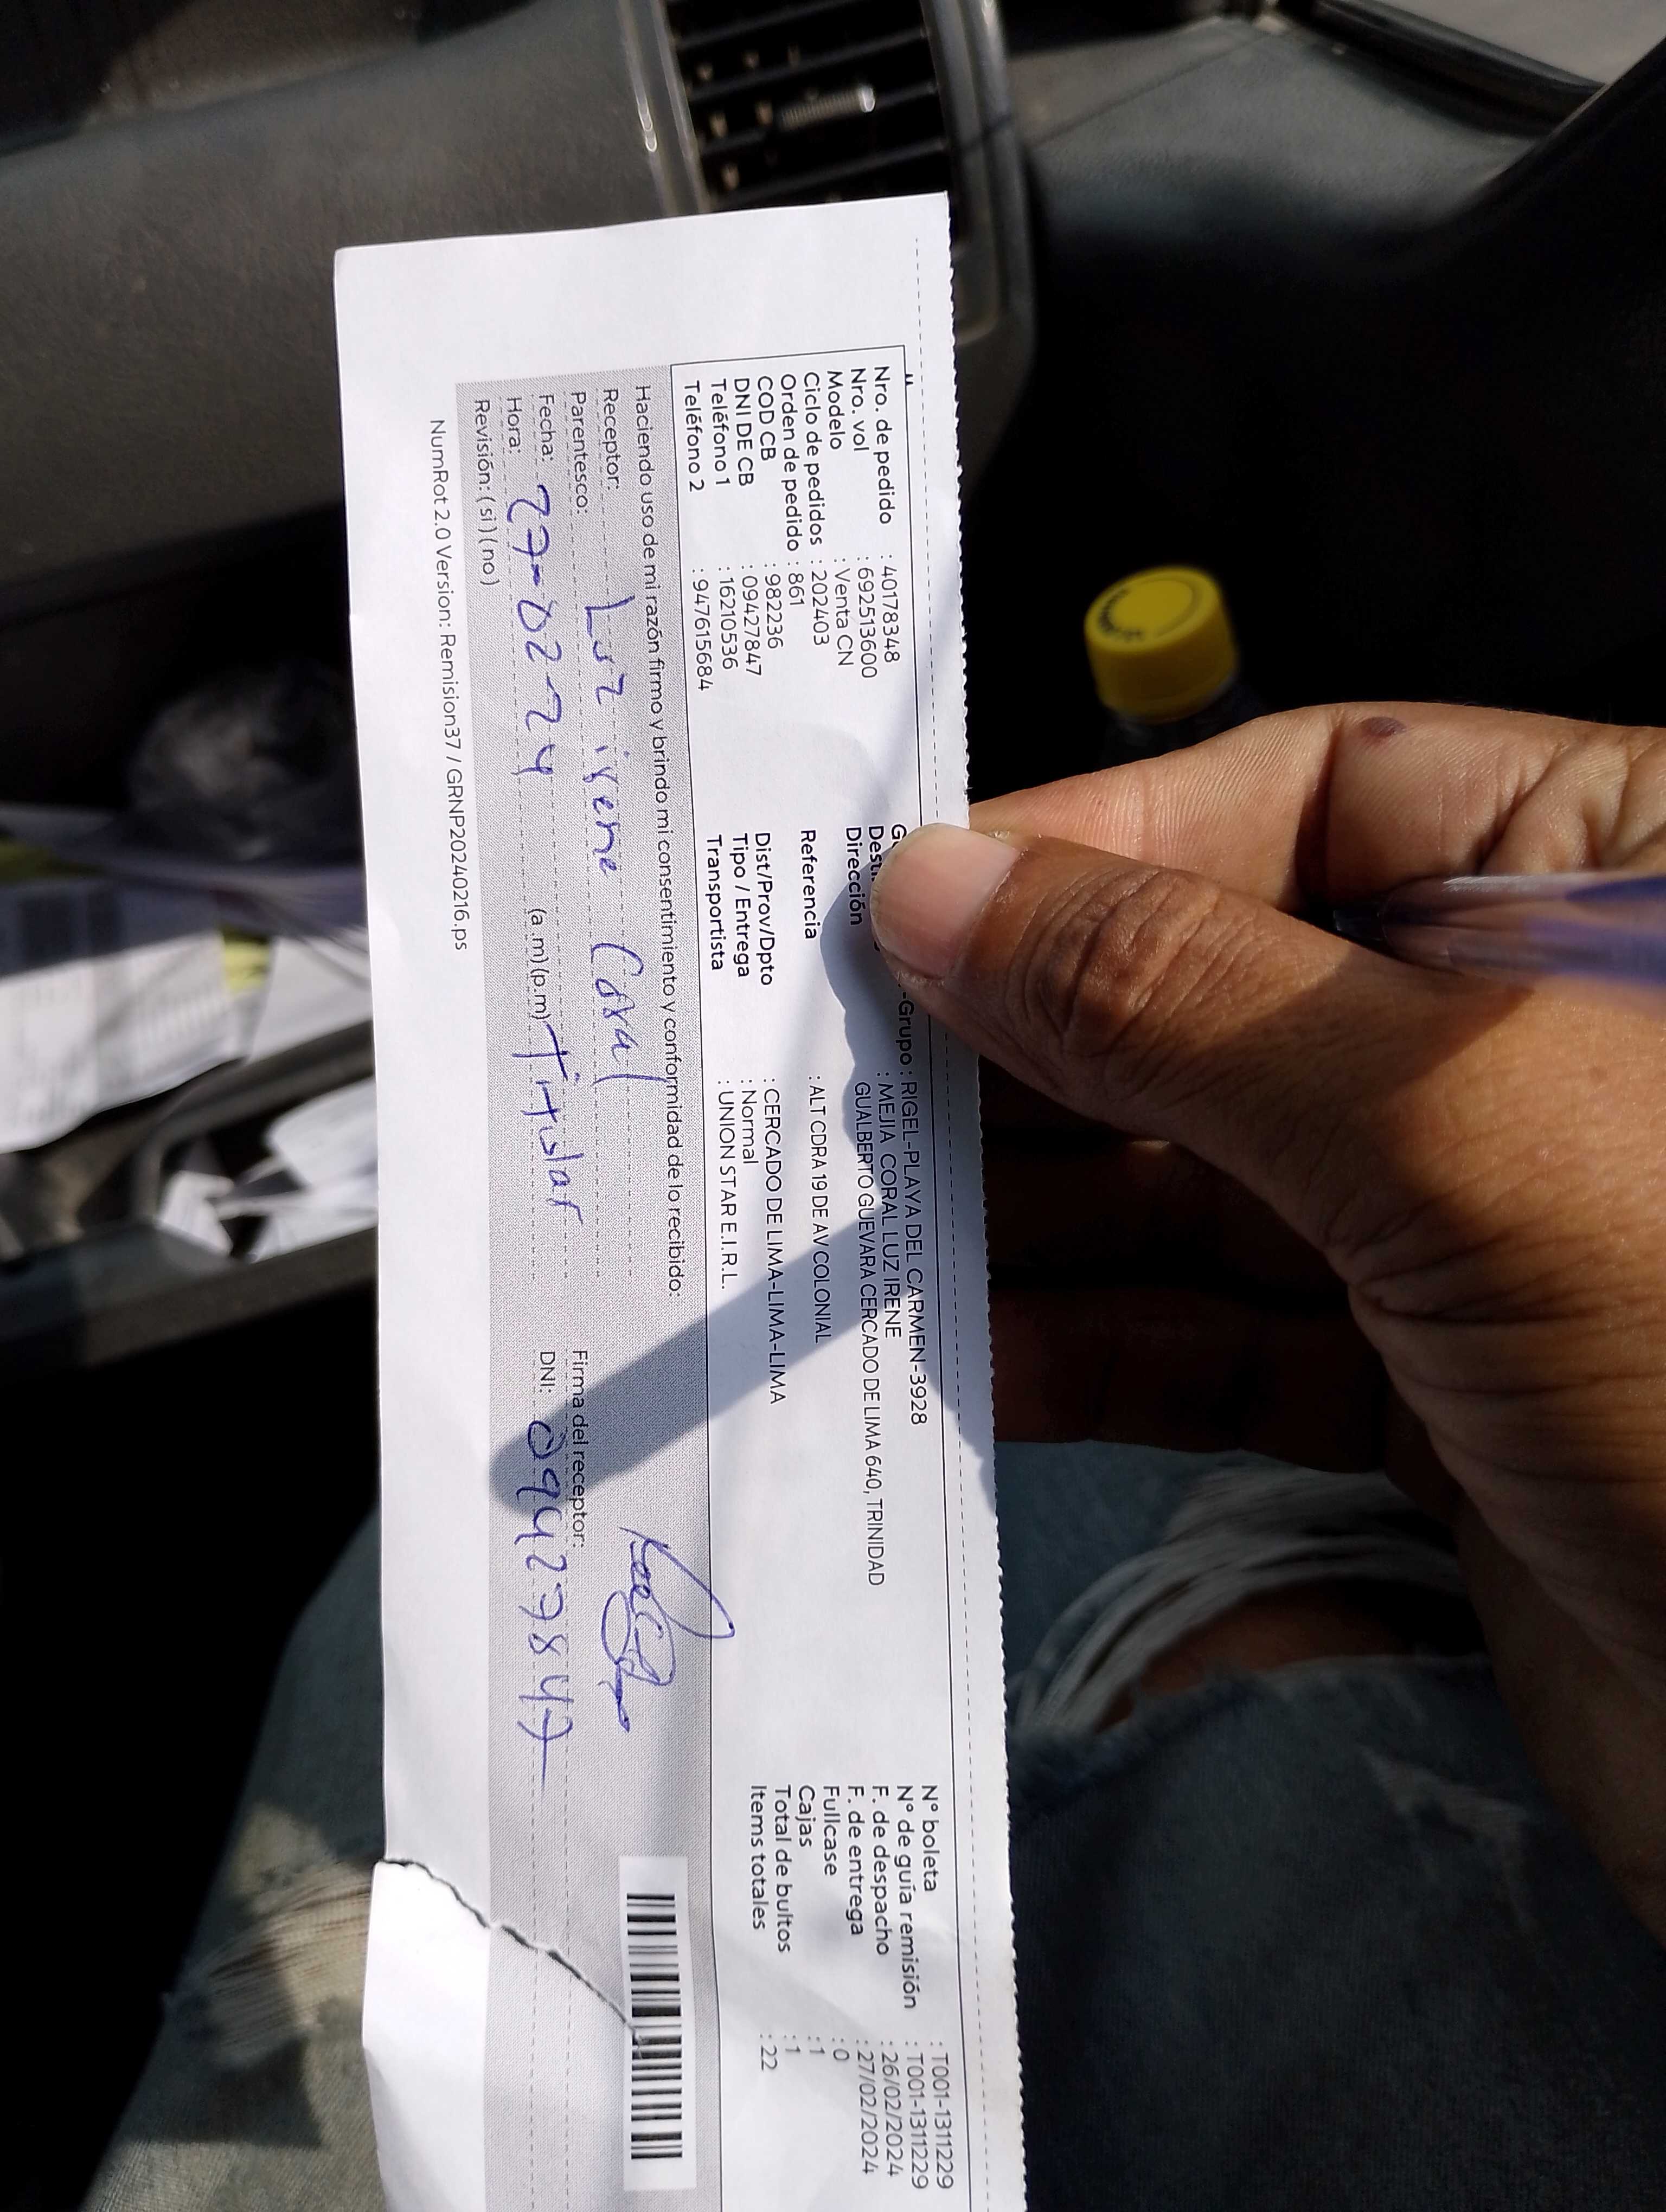 Nro. de pedido : 40178348
Nro. vol : 692513600
Modelo : Venta CN
Ciclo de pedidos : 202403
Orden de pedido : 861
COD CB : 982236
DNI DE CB : 09427847
Teléfono 1 : 16210536
Teléfono 2 : 947615684
-Grupo : RIGEL-PLAYA DEL CARMEN-3928
: MEJIA CORAL LUZ IRENE
Dirección GUALBERTO GUEVARA CERCADO DE LIMA 640, TRINIDAD
Referencia : ALT CDRA 19 DE AV COLONIAL
Dist/Prov/Dpto : CERCADO DE LIMA-LIMA-LIMA
Tipo / Entrega : Normal
Transportista : UNION STAR E.I.R.L.
N° boleta : T001-1311229
N° de guía remisión : T001-1311229
F. de despacho : 26/02/2024
F. de entrega : 27/02/2024
Fullcase : 0
Cajas : 1
Total de bultos : 1
Items totales : 22
Haciendo uso de mi razón firmo y brindo mi consentimiento y conformidad de lo recibido:
Receptor: Luz irene Coral
Parentesco: Titular
Firma del receptor:
Fecha: 27-02-24
DNI: 09427847
Hora: (a.m)(p.m)
Revisión: (si)(no)
NumRot 2.0 Version: Remision37 / GRNP20240216.ps